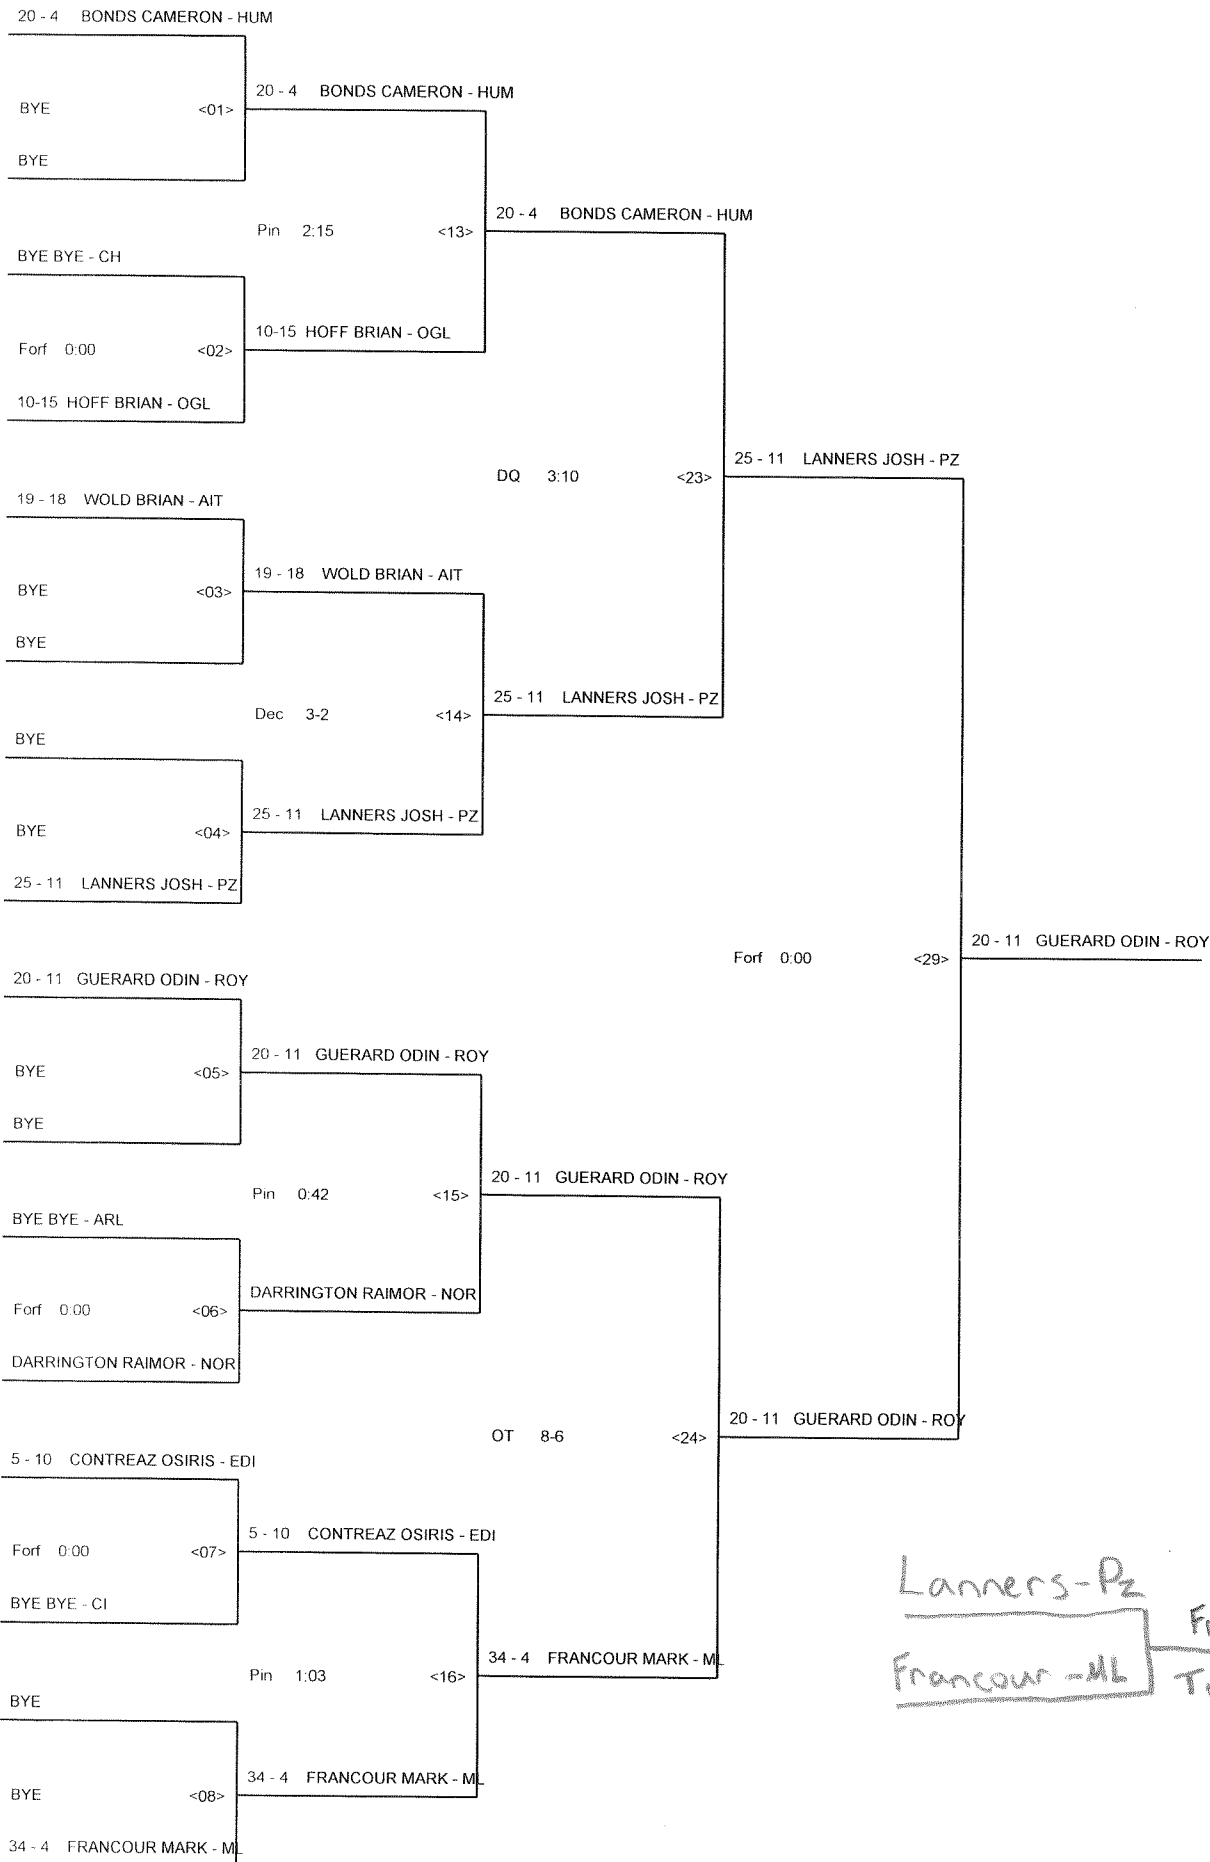 20 - 4 BONDS CAMERON - HUM
20 - 4 BONDS CAMERON - HUM
BYE <01>
BYE
20 - 4 BONDS CAMERON - HUM
Pin 2:15 <13>
BYE BYE - CH
10-15 HOFF BRIAN - OGL
Forf 0:00 <02>
10-15 HOFF BRIAN - OGL
25 - 11 LANNERS JOSH - PZ
DQ 3:10 <23>
19 - 18 WOLD BRIAN - AIT
19 - 18 WOLD BRIAN - AIT
BYE <03>
BYE
25 - 11 LANNERS JOSH - PZ
Dec 3-2 <14>
BYE
25 - 11 LANNERS JOSH - PZ
BYE <04>
25 - 11 LANNERS JOSH - PZ
20 - 11 GUERARD ODIN - ROY
Forf 0:00 <29>
20 - 11 GUERARD ODIN - ROY
20 - 11 GUERARD ODIN - ROY
BYE <05>
BYE
20 - 11 GUERARD ODIN - ROY
Pin 0:42 <15>
BYE BYE - ARL
DARRINGTON RAIMOR - NOR
Forf 0:00 <06>
DARRINGTON RAIMOR - NOR
20 - 11 GUERARD ODIN - ROY
OT 8-6 <24>
5 - 10 CONTREAZ OSIRIS - EDI
5 - 10 CONTREAZ OSIRIS - EDI
Forf 0:00 <07>
BYE BYE - CI
34 - 4 FRANCOUR MARK - ML
Pin 1:03 <16>
BYE
34 - 4 FRANCOUR MARK - ML
BYE <08>
34 - 4 FRANCOUR MARK - ML
Lanners-Pz
Francour-ML